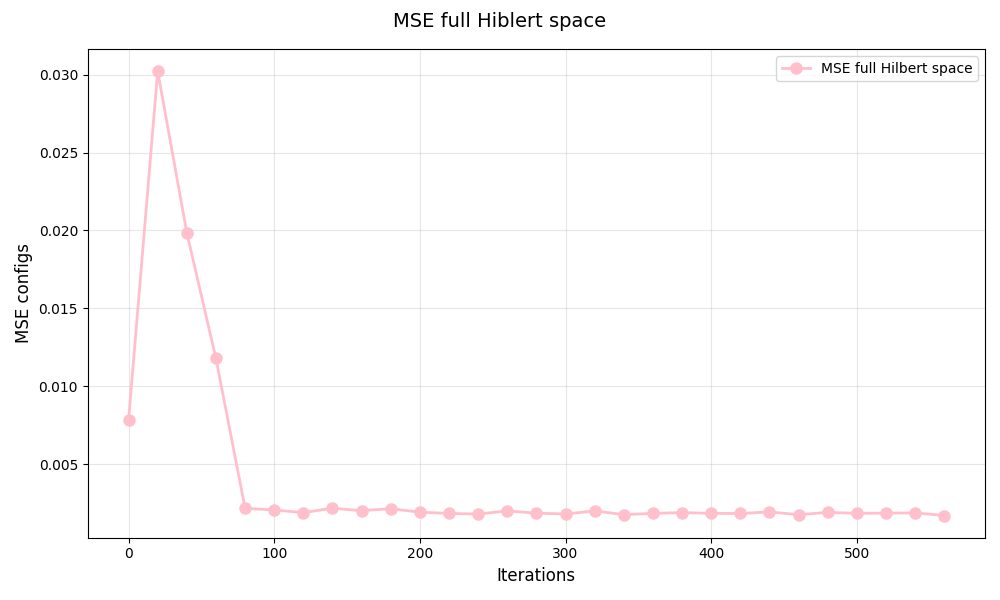 MSE full Hiblert space
MSE full Hilbert space
0.030
0.025
0.020
0.015
0.010
0.005
MSE configs
0 100 200 300 400 500
Iterations